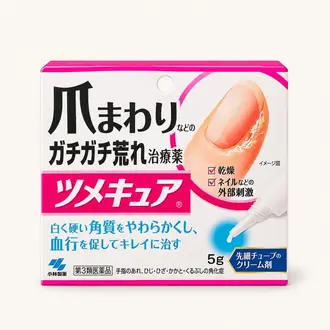 爪まわりなどの
ガチガチ荒れ治療薬
ツメキュア®
乾燥
ネイルなどの
外部刺激
イメージ図
白く硬い角質をやわらかくし、
血行を促してキレイに治す
5g
先細チューブの
クリーム剤
小林製薬
第3類医薬品
手指のあれ、ひじ・ひざ・かかと・くるぶしの角化症